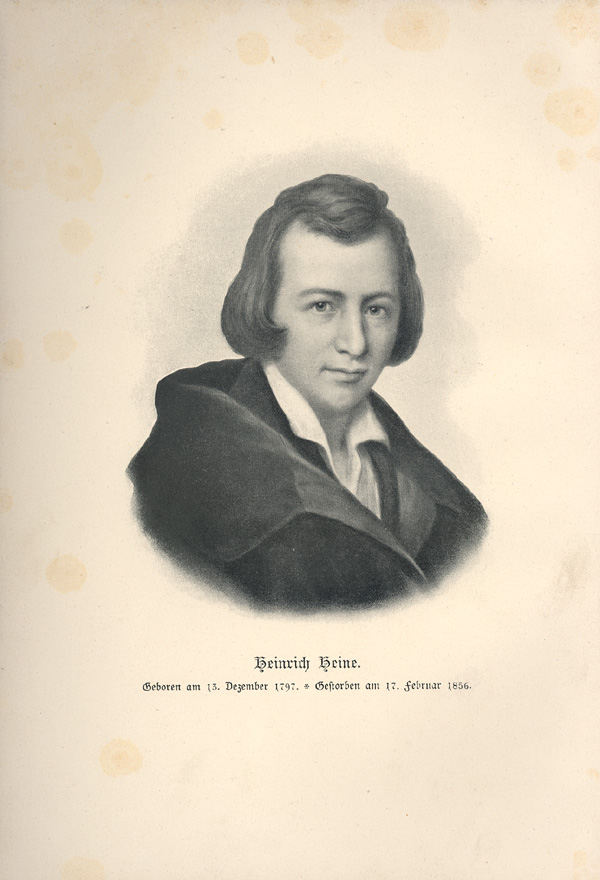 Heinrich Heine.
Geboren am 13. Dezember 1797. * Gestorben am 17. Februar 1856.